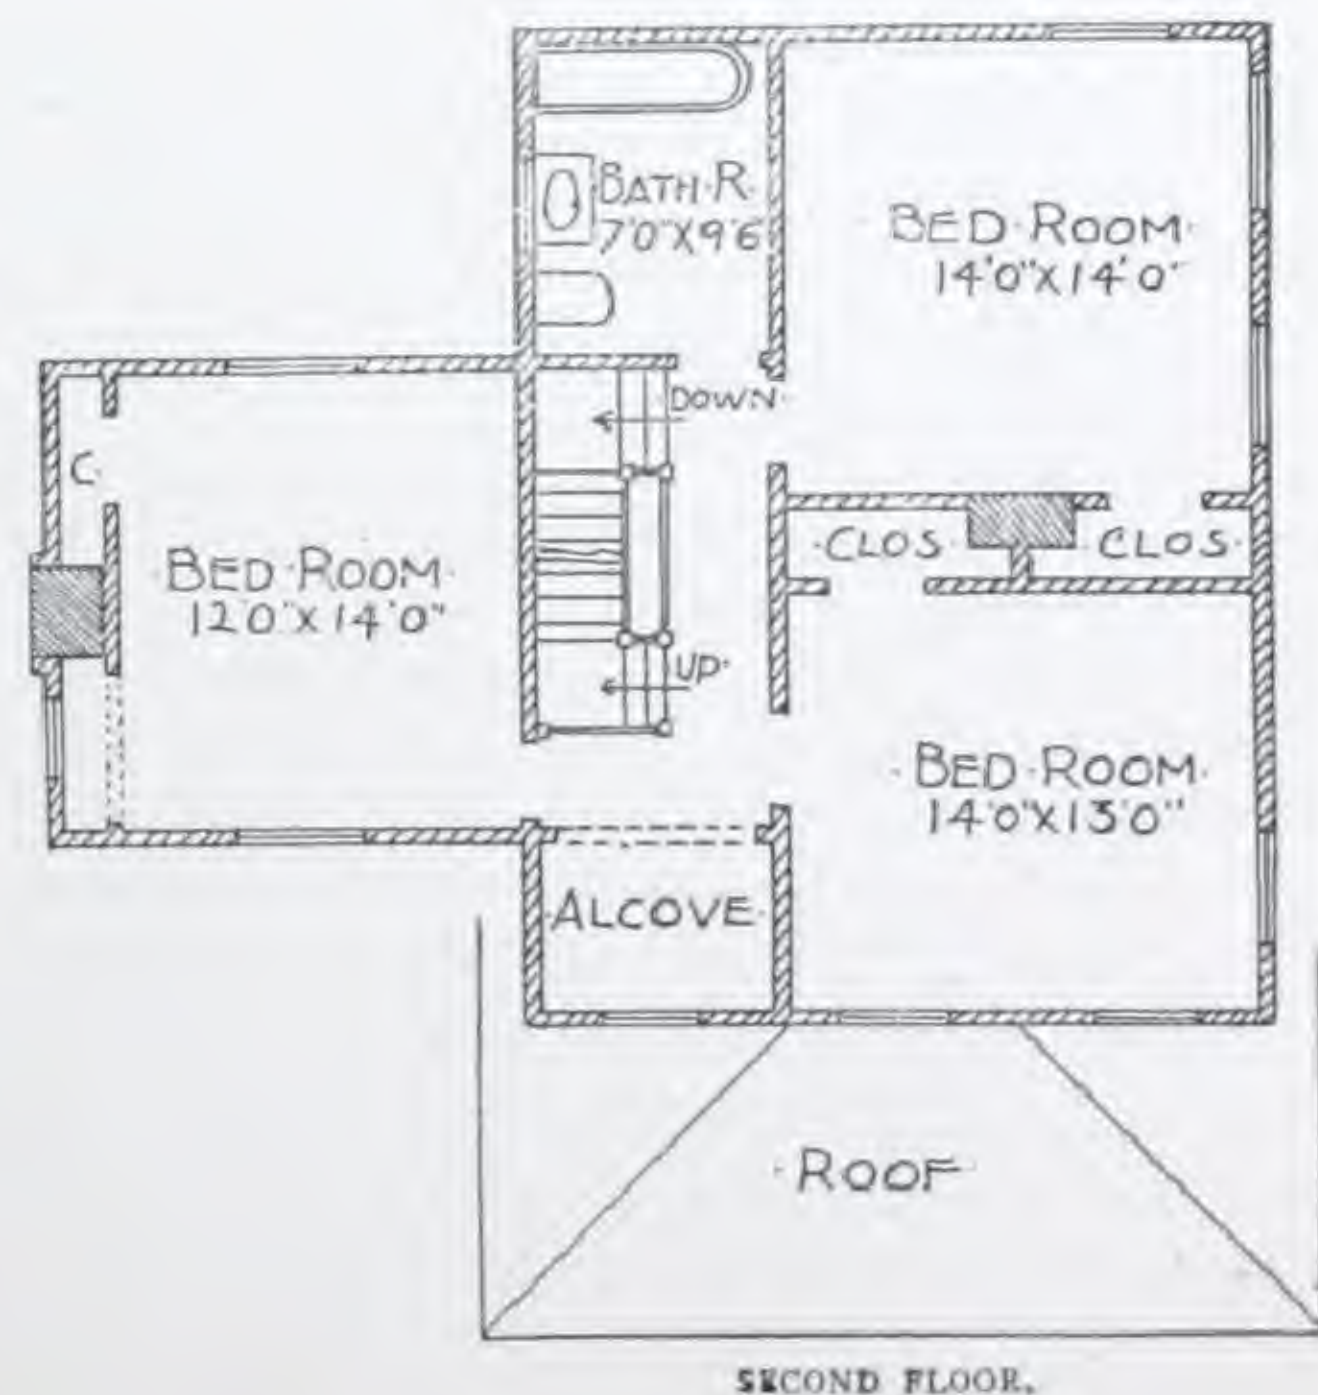 BATH·R.
7'0"X9'6
BED·ROOM·
14'0"X14'0"
·DOWN·
C.
·CLOS
CLOS·
·BED·ROOM·
12'0"X14'0"
UP·
·BED·ROOM·
14'0"X13'0"
·ALCOVE·
·ROOF·
SECOND FLOOR.